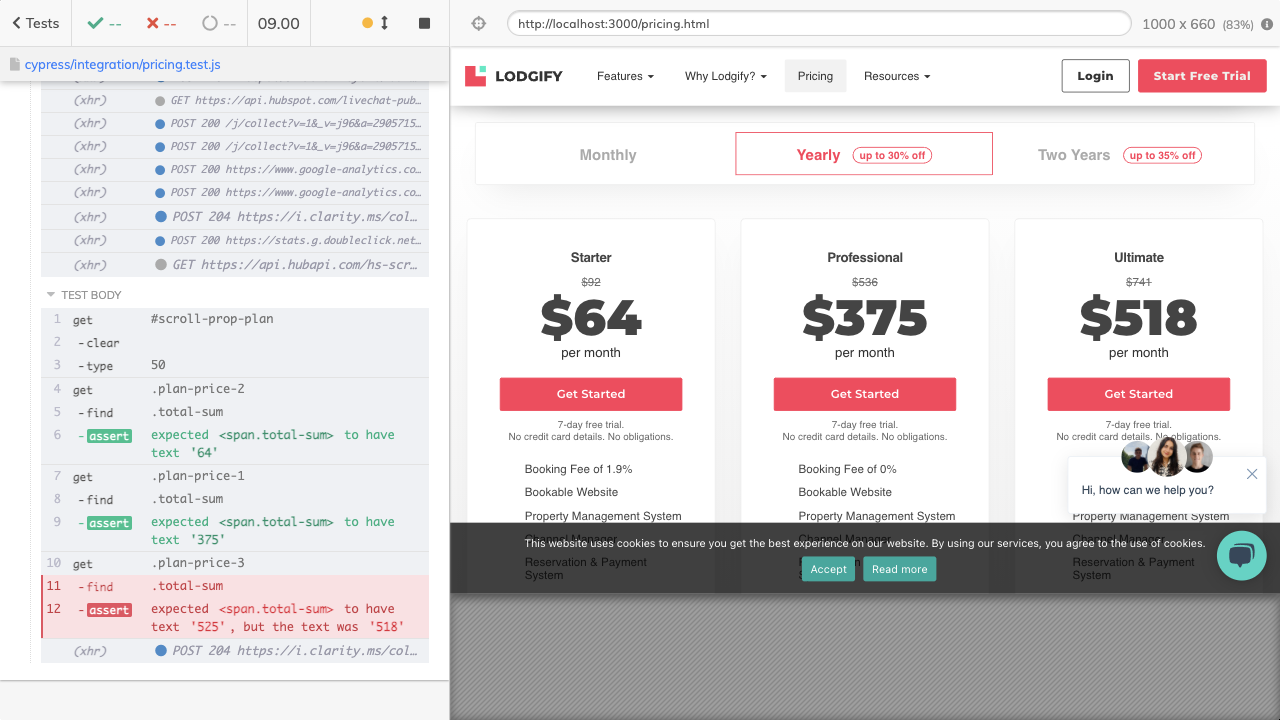 Tests
--
--
--
09.00
http://localhost:3000/pricing.html
1000 x 660 (83%)
cypress/integration/pricing.test.js
(xhr) GET https://api.hubspot.com/livechat-pub…
(xhr) POST 200 /j/collect?v=1&_v=j96&a=2905715…
(xhr) POST 200 /j/collect?v=1&_v=j96&a=2905715…
(xhr) POST 200 https://www.google-analytics.co…
(xhr) POST 200 https://www.google-analytics.co…
(xhr) POST 204 https://i.clarity.ms/col…
(xhr) POST 200 https://stats.g.doubleclick.net…
(xhr) GET https://api.hubapi.com/hs-scr…
TEST BODY
1 get #scroll-prop-plan
2 -clear
3 -type 50
4 get .plan-price-2
5 -find .total-sum
6 -assert expected <span.total-sum> to have
text '64'
7 get .plan-price-1
8 -find .total-sum
9 -assert expected <span.total-sum> to have
text '375'
10 get .plan-price-3
11 -find .total-sum
12 -assert expected <span.total-sum> to have
text '525', but the text was '518'
(xhr) POST 204 https://i.clarity.ms/col…
LODGIFY
Features
Why Lodgify?
Pricing
Resources
Login
Start Free Trial
Monthly
Yearly up to 30% off
Two Years up to 35% off
Starter
$92
$64
per month
Get Started
7-day free trial.
No credit card details. No obligations.
Booking Fee of 1.9%
Bookable Website
Property Management System
Channel Manager
Reservation & Payment
System
Professional
$536
$375
per month
Get Started
7-day free trial.
No credit card details. No obligations.
Booking Fee of 0%
Bookable Website
Property Management System
Channel Manager
Ultimate
$741
$518
per month
Get Started
7-day free trial.
No credit card details. No obligations.
Property Management System
Channel Manager
Reservation & Payment
System
Hi, how can we help you?
This website uses cookies to ensure you get the best experience on our website. By using our services, you agree to the use of cookies.
Accept
Read more